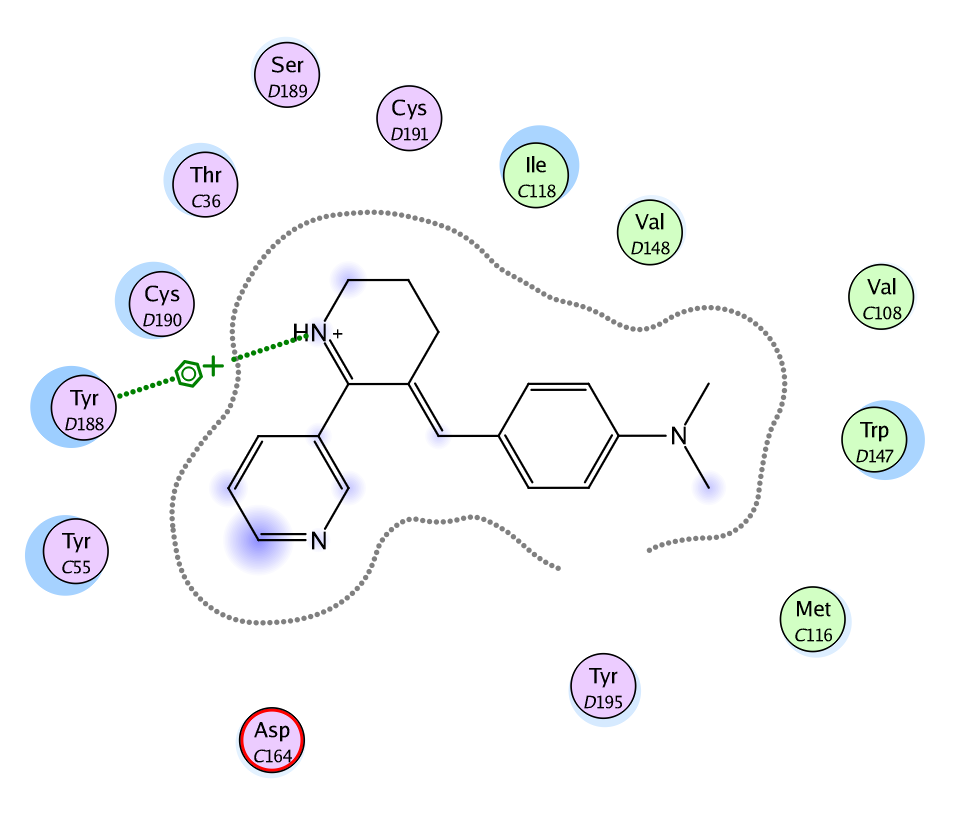 Ser
D189
Cys
D191
Ile
C118
Thr
C36
Val
D148
Val
C108
Cys
D190
HN +
Tyr
D188
Trp
D147
N
N
Tyr
C55
Met
C116
Tyr
D195
Asp
C164